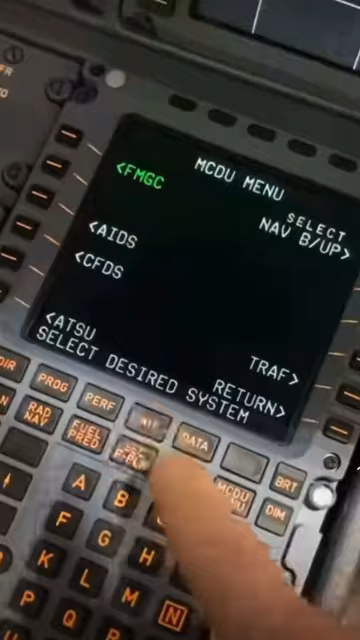 MCDU MENU
<FMGC
SELECT
NAV B/UP>
<AIDS
<CFDS
<ATSU
TRAF>
RETURN>
SELECT DESIRED SYSTEM
DIR
PROG
PERF
DATA
BRT
RAD
NAV
FUEL
PRED
MCDU
DIM
A
B
F
G
H
K
L
M
N
P
Q